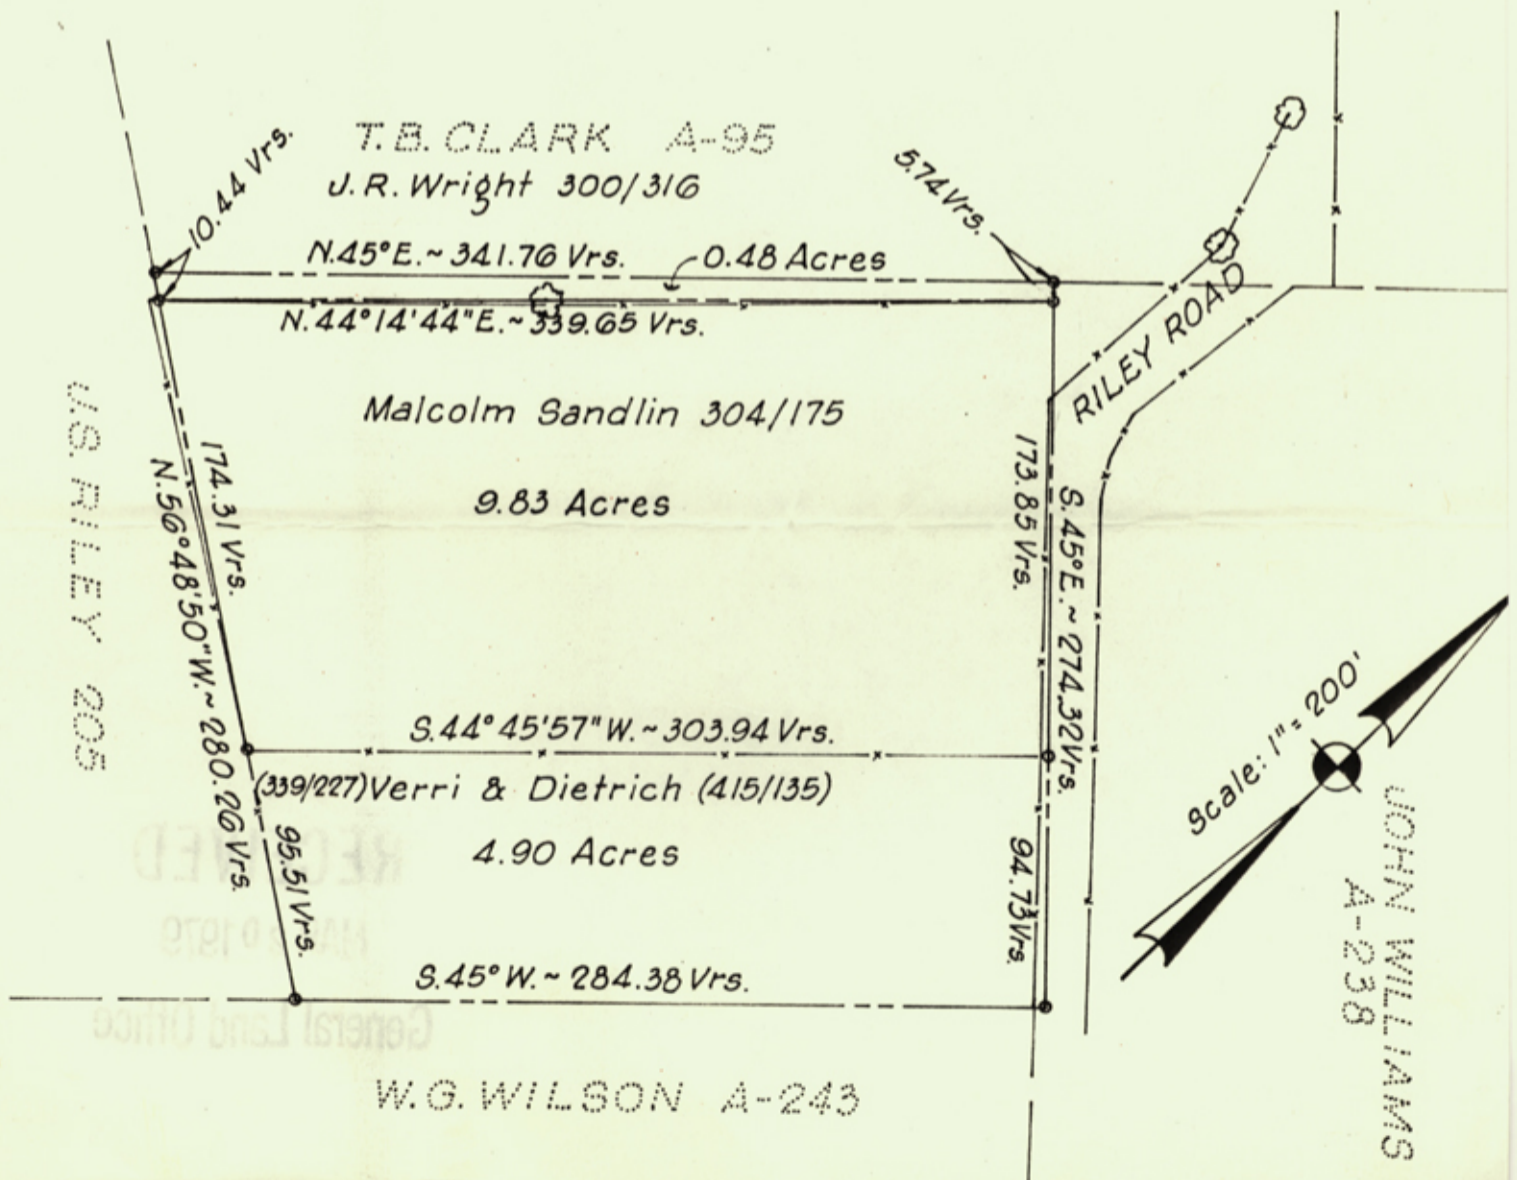 T.B. CLARK A-95
J.R. Wright 300/316
10.44 Vrs.
5.74 Vrs.
N.45°E.~341.76 Vrs.
0.48 Acres
N.44°14'44"E.~339.65 Vrs.
RILEY ROAD
Malcolm Sandlin 304/175
9.83 Acres
J.S. RILEY 205
174.31 Vrs.
N.56°48'50"W.~280.26 Vrs.
173.85 Vrs.
S.45°E.~274.32 Vrs.
S.44°45'57"W.~303.94 Vrs.
(339/227) Verri & Dietrich (415/135)
4.90 Acres
95.51 Vrs.
94.73 Vrs.
Scale: 1"= 200'
JOHN WILLIAMS
A-238
S.45°W.~284.38 Vrs.
W.G. WILSON A-243
RECEIVED
MAR 20 1979
General Land Office